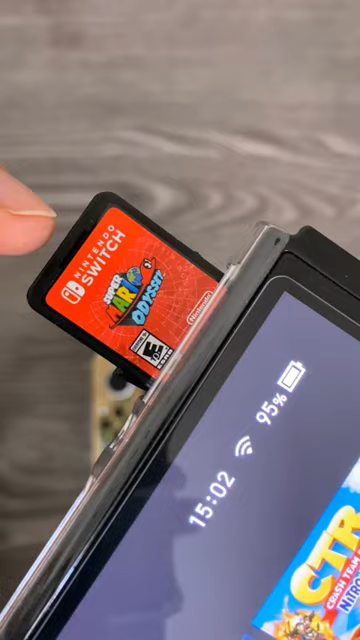 NINTENDO
SWITCH
SUPER
MARIO
ODYSSEY
Nintendo
E
15:02
95%
CTR
CRASH TEAM
NITRO